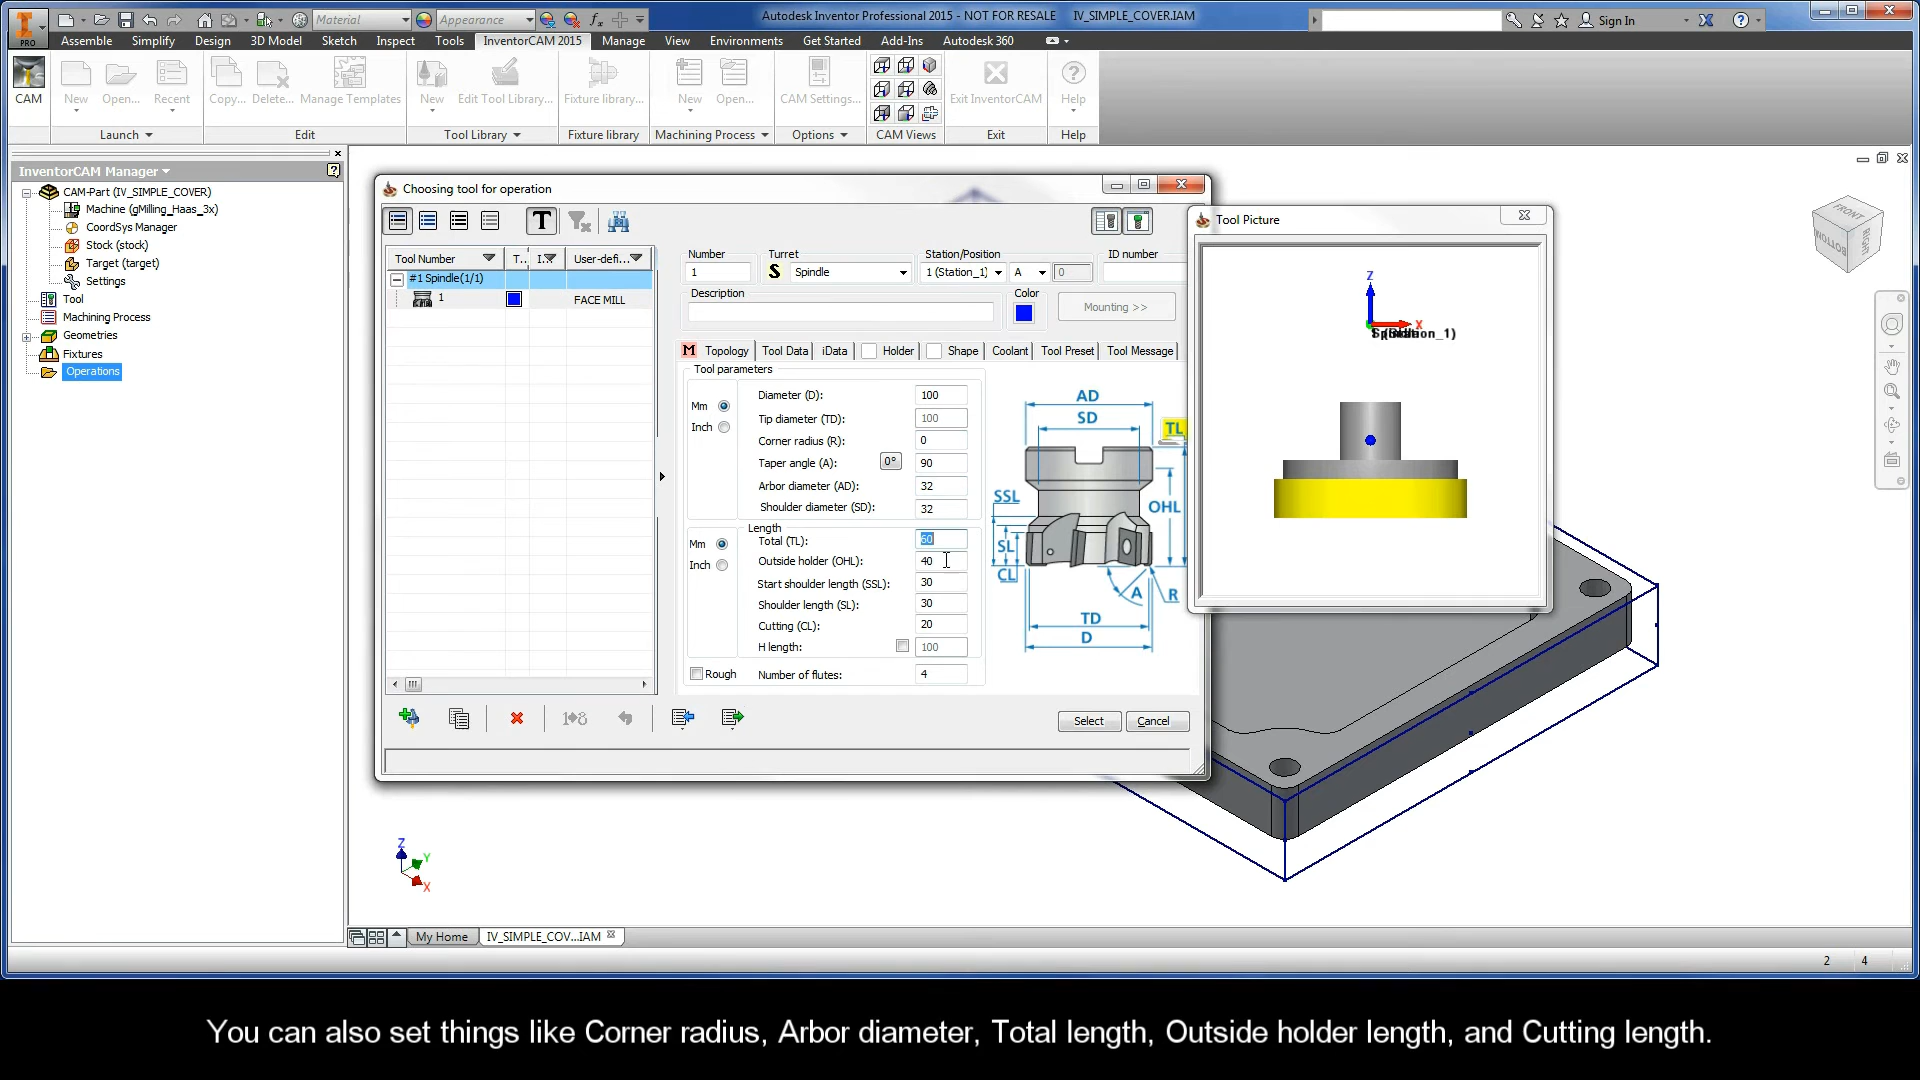 Material
Appearance
Autodesk Inventor Professional 2015 - NOT FOR RESALE IV_SIMPLE_COVER.IAM
Sign In
PRO
Assemble Simplify Design 3D Model Sketch Inspect Tools InventorCAM 2015 Manage View Environments Get Started Add-Ins Autodesk 360
CAM New Open... Recent Copy... Delete... Manage Templates New Edit Tool Library... Fixture library... New Open... CAM Settings... Exit InventorCAM Help
Launch Edit Tool Library Fixture library Machining Process Options CAM Views Exit Help
InventorCAM Manager
CAM-Part (IV_SIMPLE_COVER)
Machine (gMilling_Haas_3x)
CoordSys Manager
Stock (stock)
Target (target)
Settings
Tool
Machining Process
Geometries
Fixtures
Operations
Choosing tool for operation
T
Tool Number T.. I. User-defi...
#1 Spindle(1/1)
1 FACE MILL
Number Turret Station/Position ID number
1 S Spindle 1 (Station_1) A 0
Description Color
Mounting >>
M Topology Tool Data iData Holder Shape Coolant Tool Preset Tool Message
Tool parameters
Mm
Inch
Diameter (D): 100
Tip diameter (TD): 100
Corner radius (R): 0
Taper angle (A): 0° 90
Arbor diameter (AD): 32
Shoulder diameter (SD): 32
Length
Mm
Inch
Total (TL): 60
Outside holder (OHL): 40
Start shoulder length (SSL): 30
Shoulder length (SL): 30
Cutting (CL): 20
H length: 100
Rough Number of flutes: 4
AD
SD
TL
SSL
OHL
SL
CL
A R
TD
D
Select Cancel
Tool Picture
Z
X
FRONT
RIGHT
BOTTOM
Z
Y
X
My Home IV_SIMPLE_COV...IAM
2 4
You can also set things like Corner radius, Arbor diameter, Total length, Outside holder length, and Cutting length.